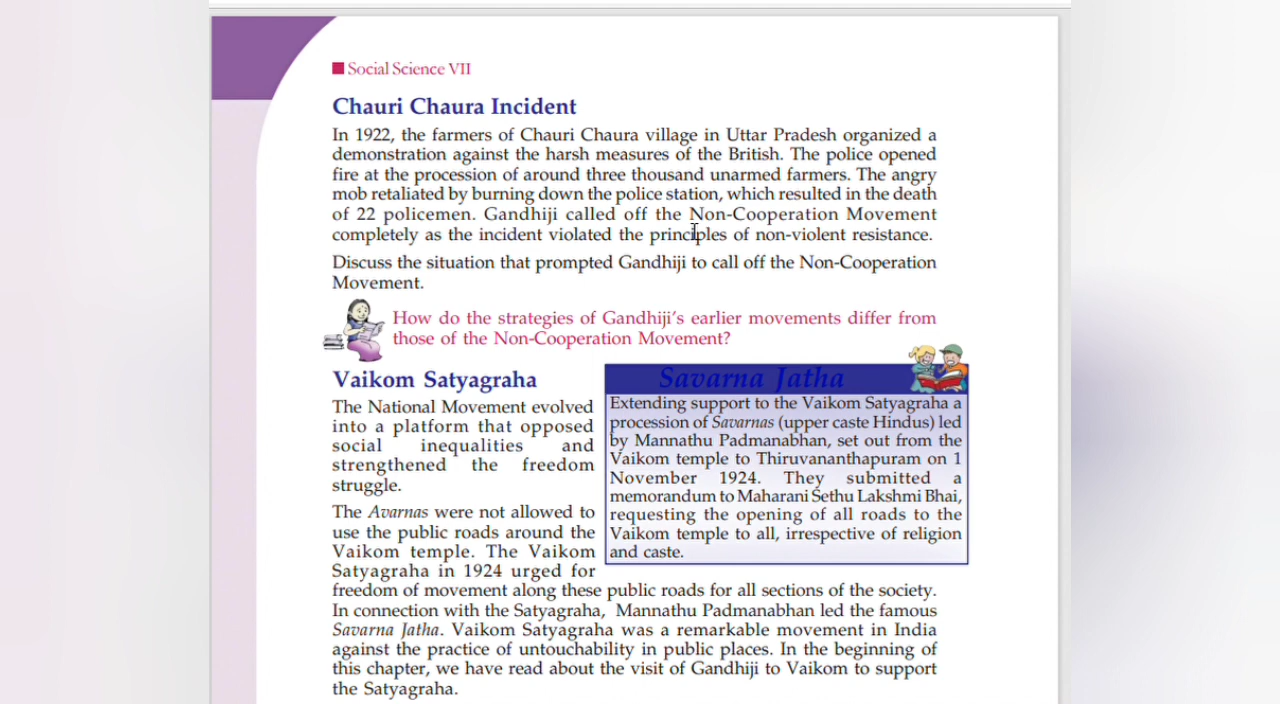 Social Science VII
Chauri Chaura Incident
In 1922, the farmers of Chauri Chaura village in Uttar Pradesh organized a
demonstration against the harsh measures of the British. The police opened
fire at the procession of around three thousand unarmed farmers. The angry
mob retaliated by burning down the police station, which resulted in the death
of 22 policemen. Gandhiji called off the Non-Cooperation Movement
completely as the incident violated the principles of non-violent resistance.
Discuss the situation that prompted Gandhiji to call off the Non-Cooperation
Movement.
How do the strategies of Gandhiji's earlier movements differ from
those of the Non-Cooperation Movement?
Vaikom Satyagraha
The National Movement evolved
into a platform that opposed
social inequalities and
strengthened the freedom
struggle.
The Avarnas were not allowed to
use the public roads around the
Vaikom temple. The Vaikom
Satyagraha in 1924 urged for
Savarna Jatha
Extending support to the Vaikom Satyagraha a
procession of Savarnas (upper caste Hindus) led
by Mannathu Padmanabhan, set out from the
Vaikom temple to Thiruvananthapuram on 1
November 1924. They submitted a
memorandum to Maharani Sethu Lakshmi Bhai,
requesting the opening of all roads to the
Vaikom temple to all, irrespective of religion
and caste.
freedom of movement along these public roads for all sections of the society.
In connection with the Satyagraha, Mannathu Padmanabhan led the famous
Savarna Jatha. Vaikom Satyagraha was a remarkable movement in India
against the practice of untouchability in public places. In the beginning of
this chapter, we have read about the visit of Gandhiji to Vaikom to support
the Satyagraha.